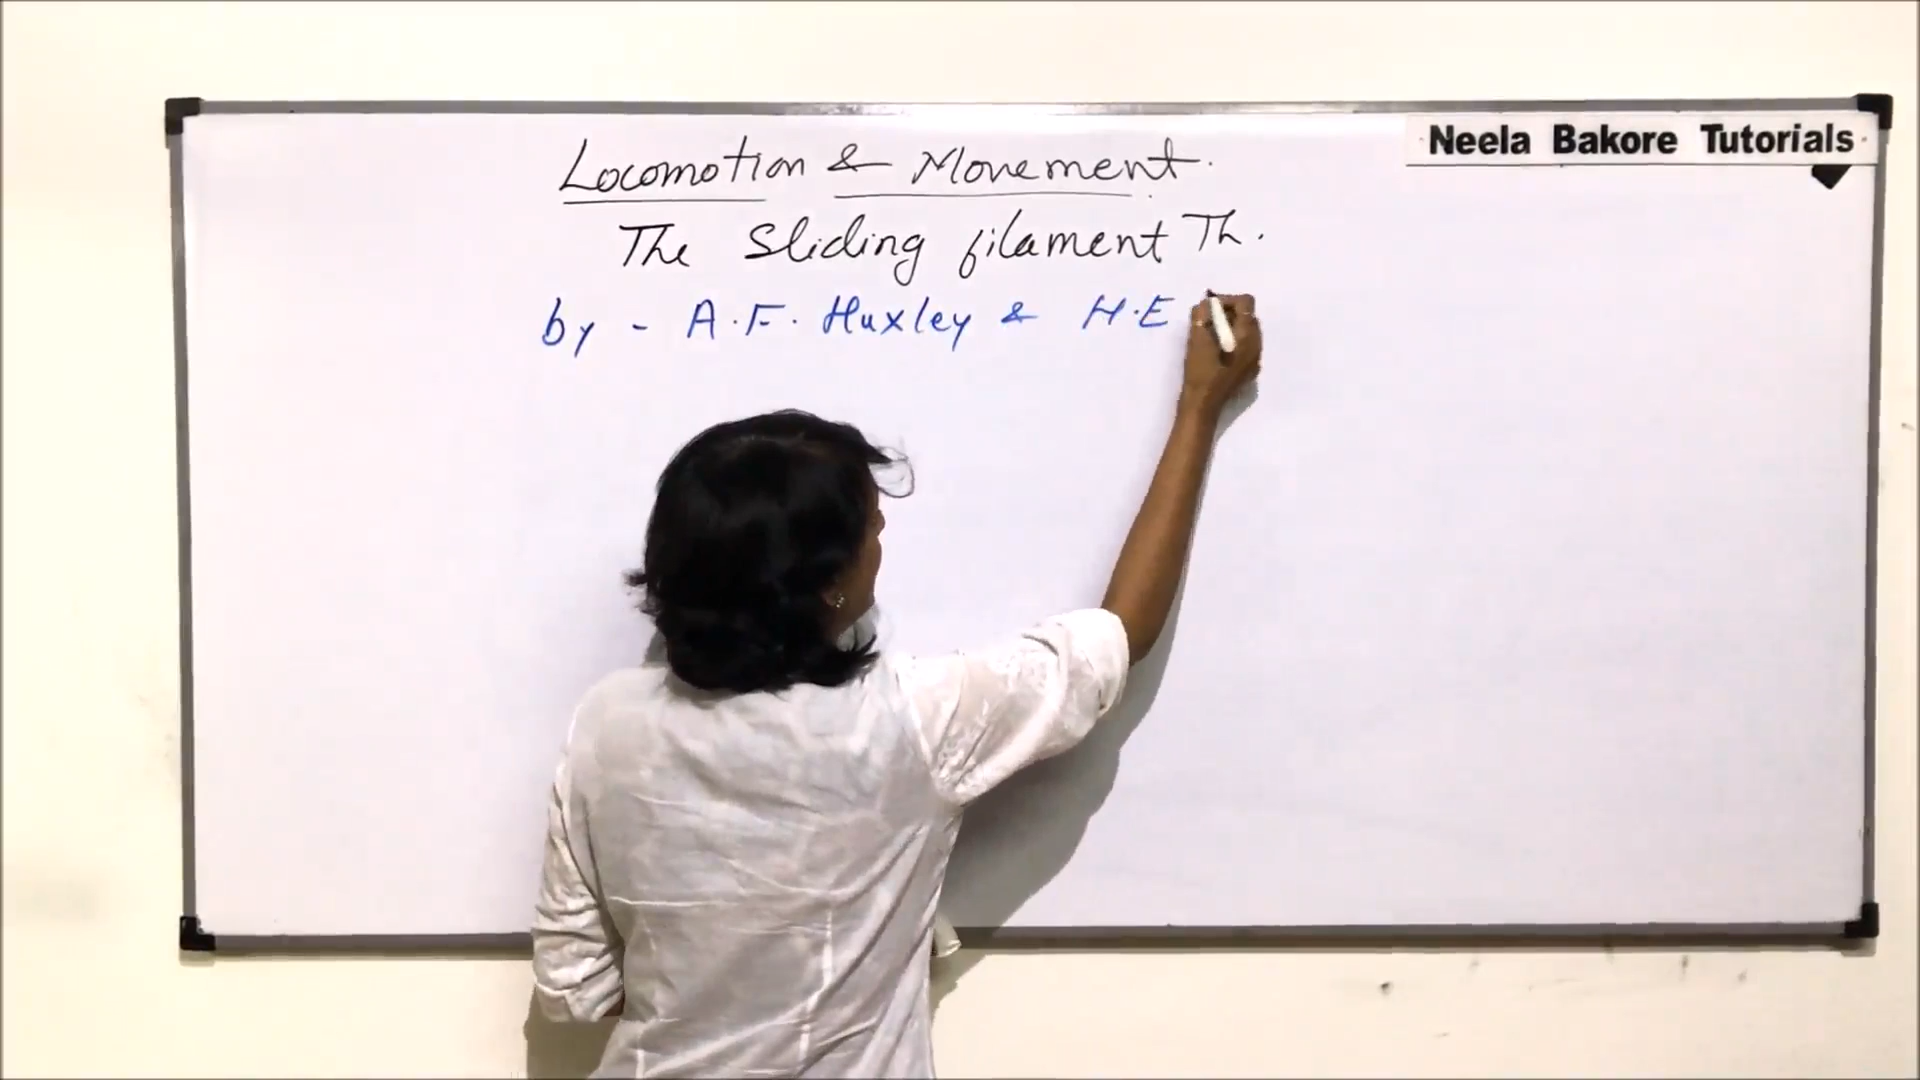 Neela Bakore Tutorials
Locomotion & Movement.
The Sliding filament Th.
by - A.F. Huxley & H.E